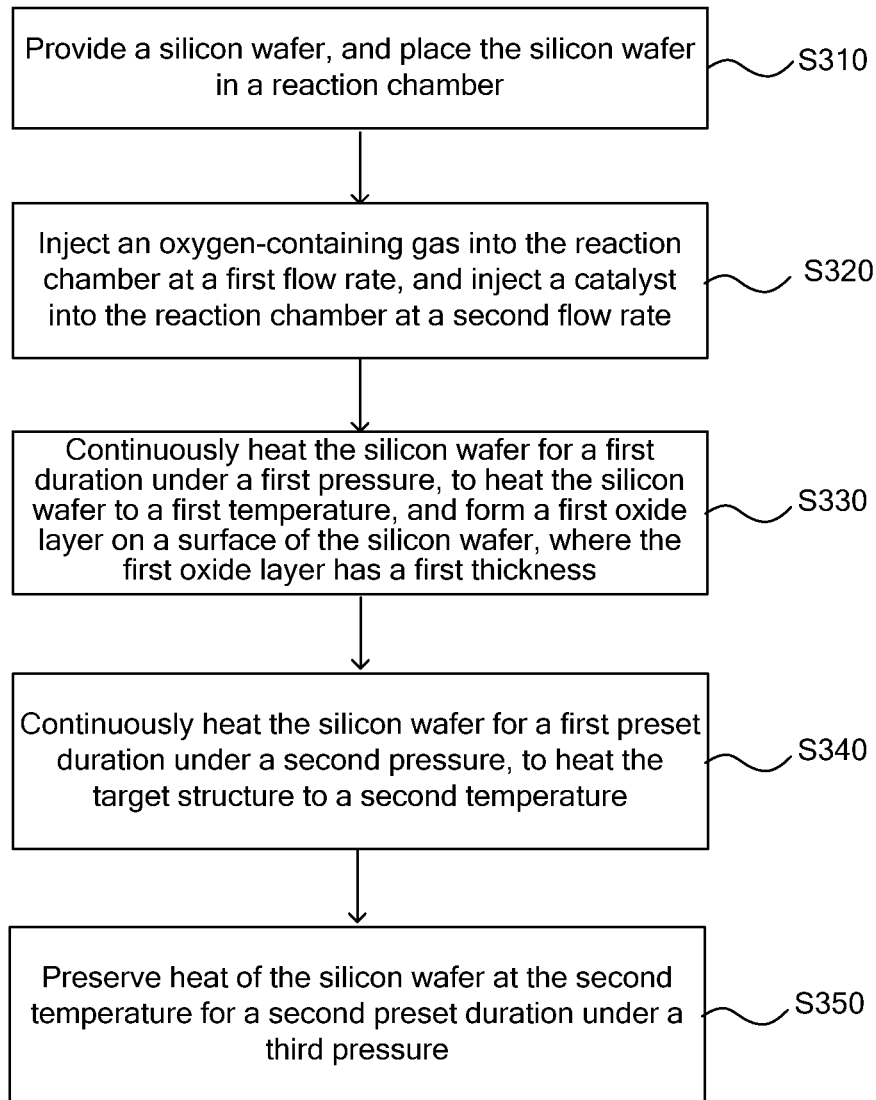 Provide a silicon wafer, and place the silicon wafer
in a reaction chamber
S310
Inject an oxygen-containing gas into the reaction
chamber at a first flow rate, and inject a catalyst
into the reaction chamber at a second flow rate
S320
Continuously heat the silicon wafer for a first
duration under a first pressure, to heat the silicon
wafer to a first temperature, and form a first oxide
layer on a surface of the silicon wafer, where the
first oxide layer has a first thickness
S330
Continuously heat the silicon wafer for a first preset
duration under a second pressure, to heat the
target structure to a second temperature
S340
Preserve heat of the silicon wafer at the second
temperature for a second preset duration under a
third pressure
S350